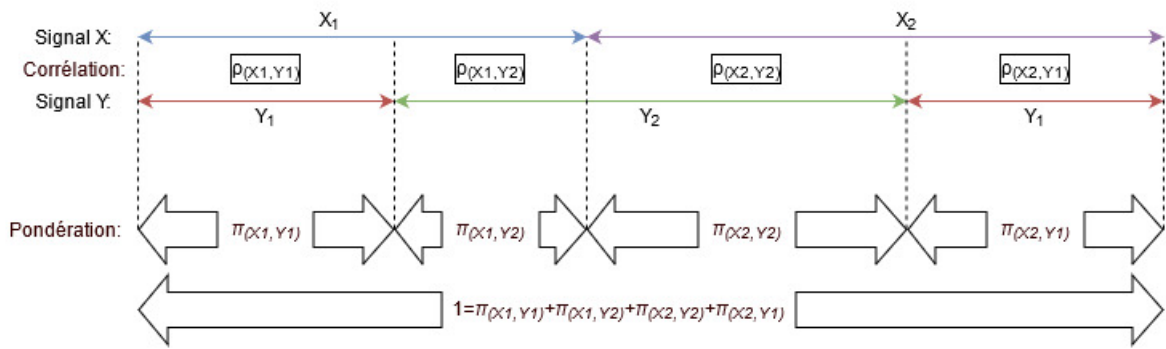 X1 X2
Signal X:
Corrélation: ρ(X1,Y1) ρ(X1,Y2) ρ(X2,Y2) ρ(X2,Y1)
Signal Y:
Y1 Y2 Y1
Pondération: π(X1,Y1) π(X1,Y2) π(X2,Y2) π(X2,Y1)
1=π(X1,Y1)+π(X1,Y2)+π(X2,Y2)+π(X2,Y1)